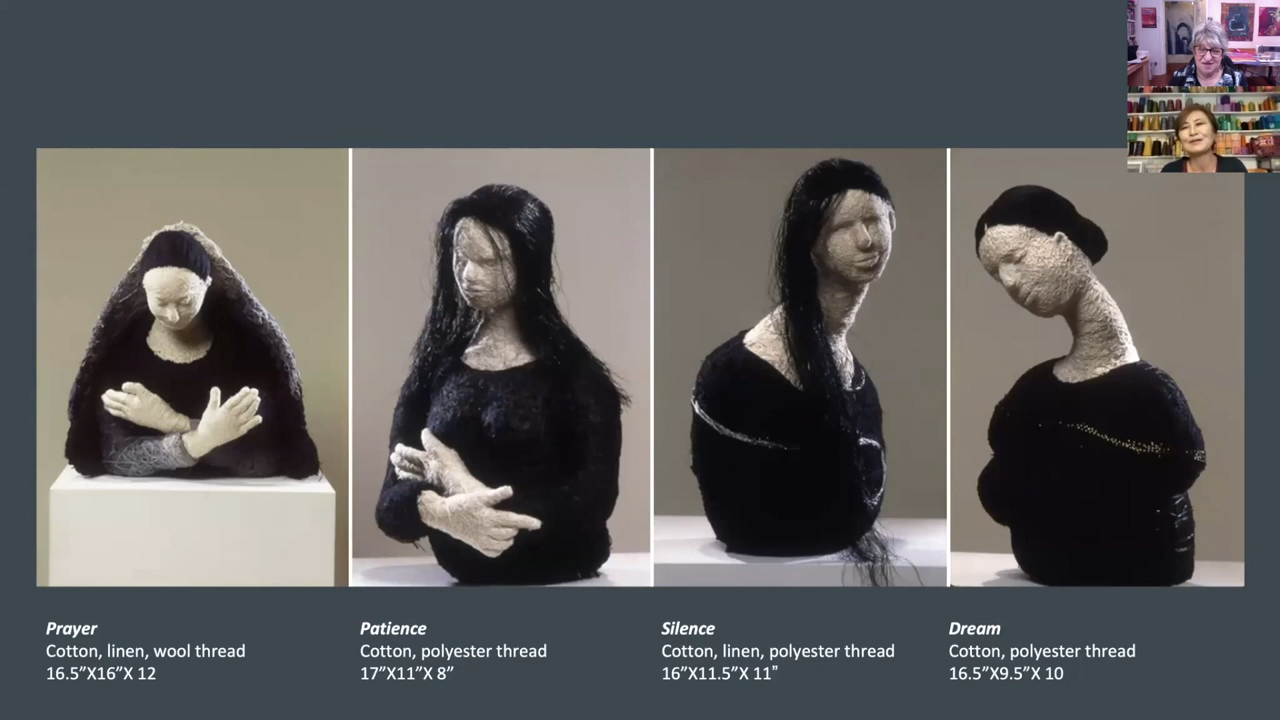 Prayer
Cotton, linen, wool thread
16.5”X16”X 12
Patience
Cotton, polyester thread
17”X11”X 8”
Silence
Cotton, linen, polyester thread
16”X11.5”X 11”
Dream
Cotton, polyester thread
16.5”X9.5”X 10